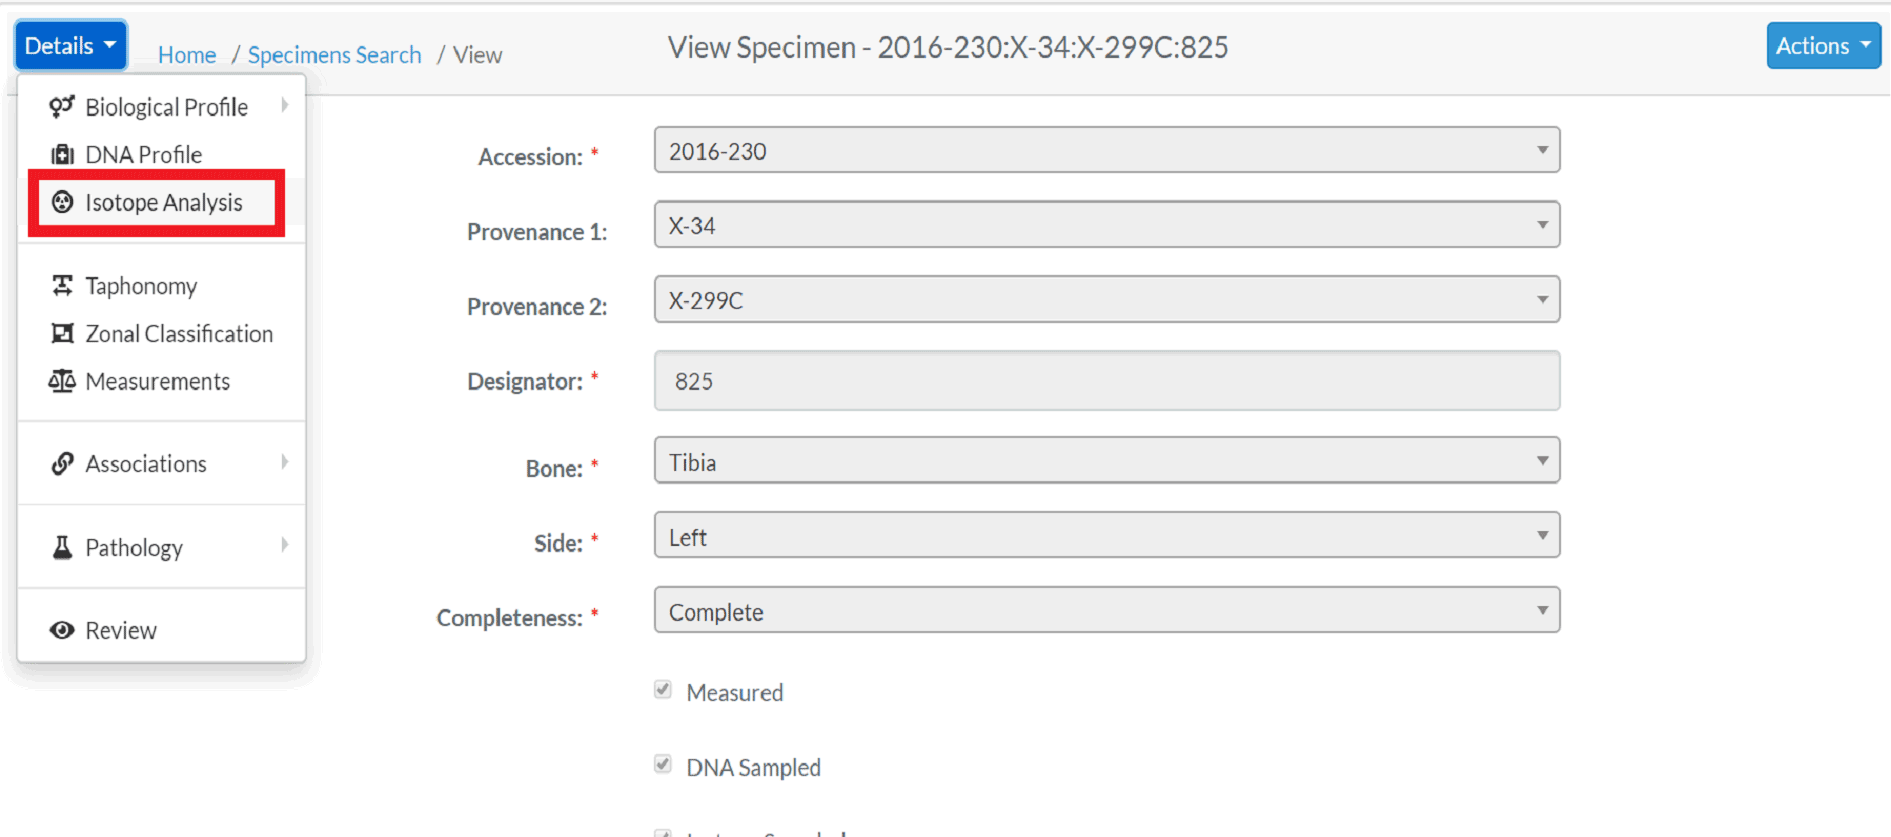 Details
Home / Specimens Search / View
View Specimen - 2016-230:X-34:X-299C:825
Actions
Biological Profile
DNA Profile
Isotope Analysis
Taphonomy
Zonal Classification
Measurements
Associations
Pathology
Review
Accession: * 2016-230
Provenance 1: X-34
Provenance 2: X-299C
Designator: * 825
Bone: * Tibia
Side: * Left
Completeness: * Complete
Measured
DNA Sampled